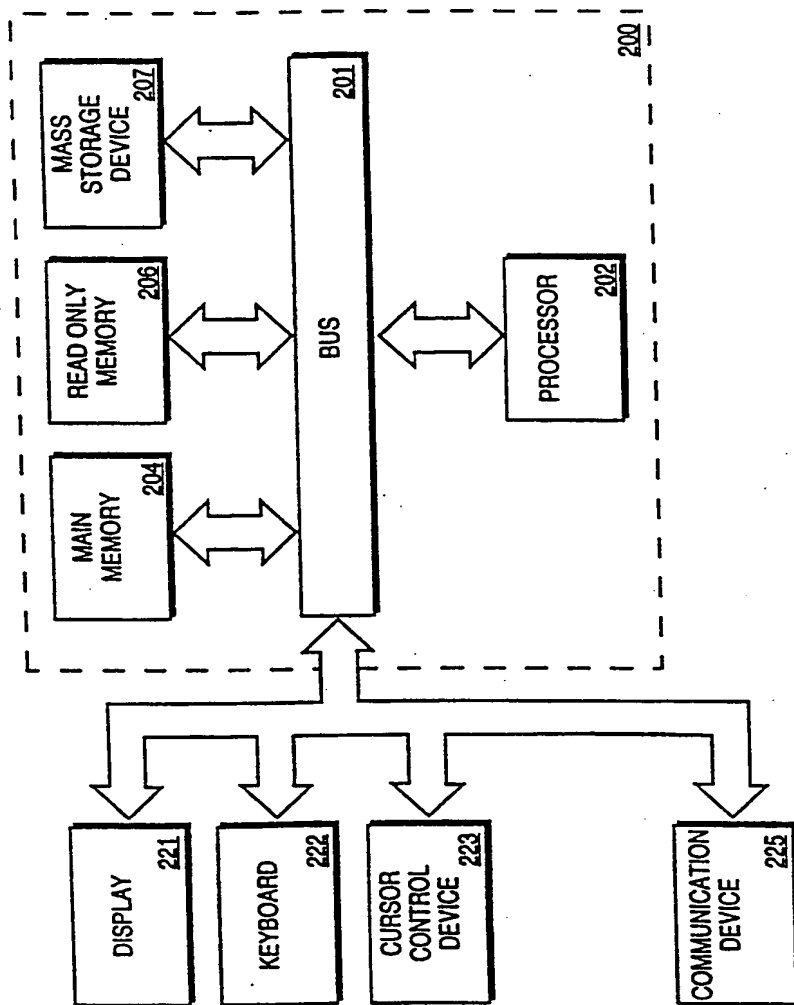 MAIN
MEMORY
204
READ ONLY
MEMORY
206
MASS
STORAGE
DEVICE
207
DISPLAY
221
KEYBOARD
222
BUS
201
CURSOR
CONTROL
DEVICE
223
PROCESSOR
202
200
COMMUNICATION
DEVICE
225